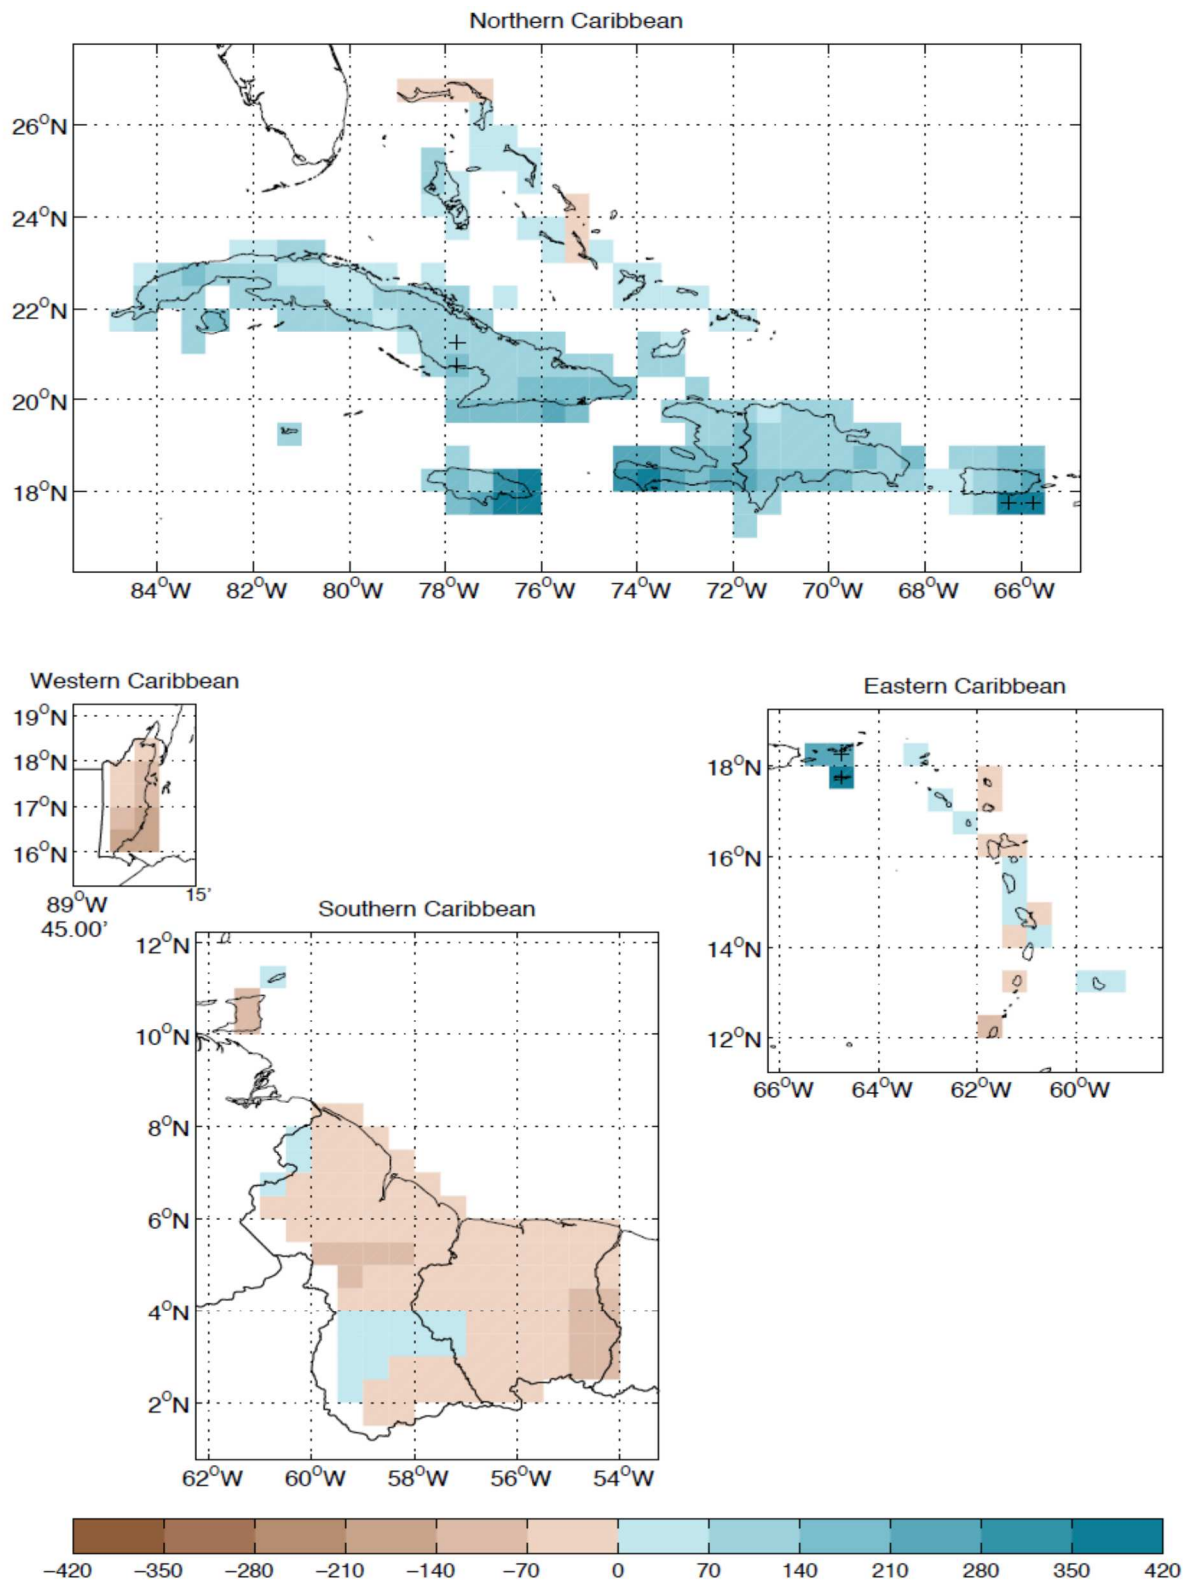 Northern Caribbean
26°N
24°N
22°N
20°N
18°N
84°W 82°W 80°W 78°W 76°W 74°W 72°W 70°W 68°W 66°W
Western Caribbean
19°N
18°N
17°N
16°N
89°W 15'
45.00'
Eastern Caribbean
18°N
16°N
14°N
12°N
66°W 64°W 62°W 60°W
Southern Caribbean
12°N
10°N
8°N
6°N
4°N
2°N
62°W 60°W 58°W 56°W 54°W
−420 −350 −280 −210 −140 −70 0 70 140 210 280 350 420